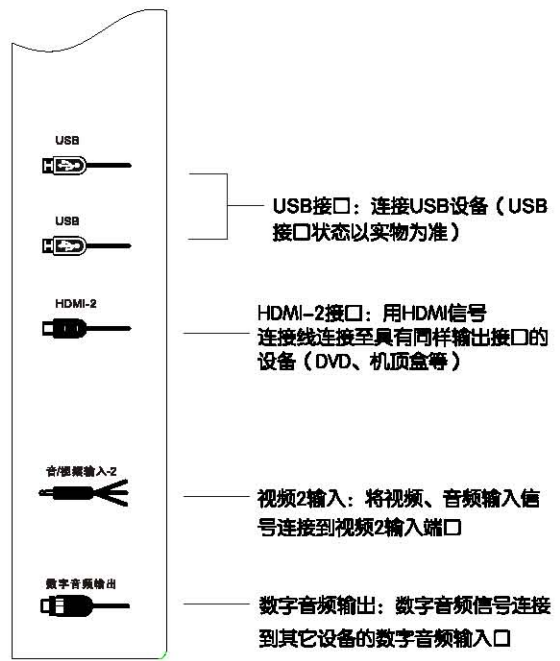 USB
USB
USB接口：连接USB设备（USB
接口状态以实物为准）
HDMI-2
HDMI-2接口：用HDMI信号
连接线连接至具有同样输出接口的
设备（DVD、机顶盒等）
音/视频输入-2
视频2输入：将视频、音频输入信
号连接到视频2输入端口
数字音频输出
数字音频输出：数字音频信号连接
到其它设备的数字音频输入口